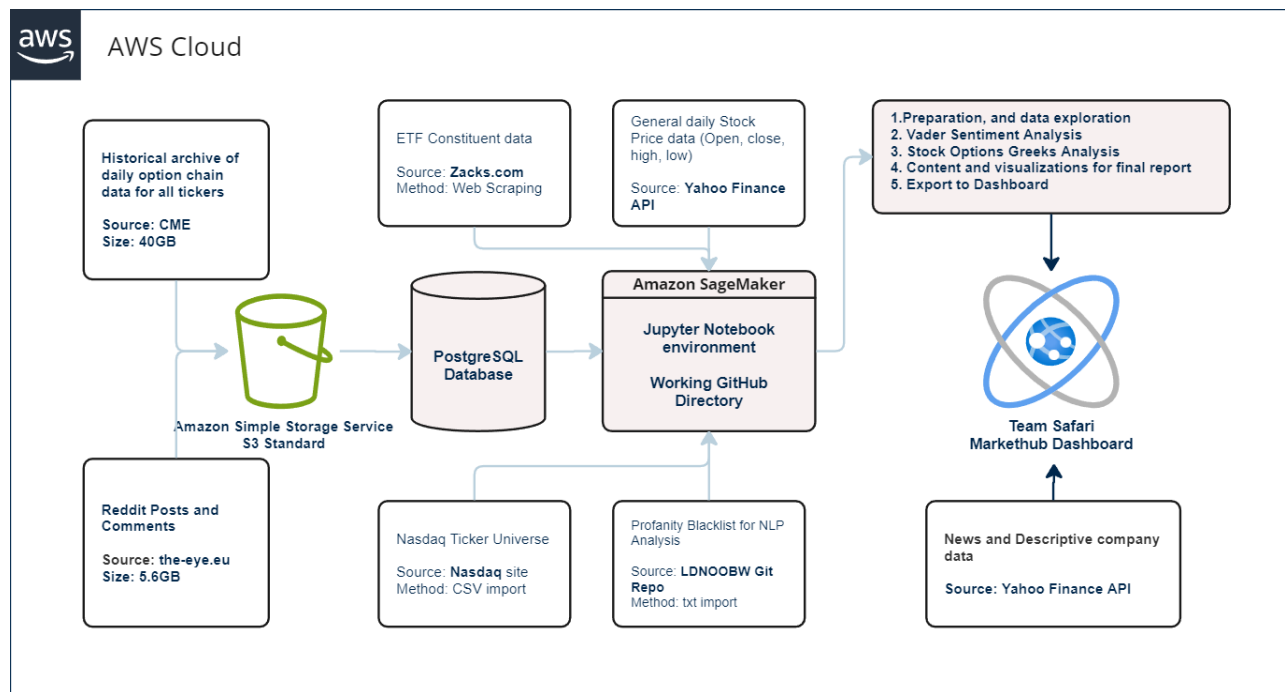 aws
AWS Cloud
Historical archive of
daily option chain
data for all tickers
Source: CME
Size: 40GB
ETF Constituent data
Source: Zacks.com
Method: Web Scraping
General daily Stock
Price data (Open, close,
high, low)
Source: Yahoo Finance
API
1.Preparation, and data exploration
2. Vader Sentiment Analysis
3. Stock Options Greeks Analysis
4. Content and visualizations for final report
5. Export to Dashboard
Amazon Simple Storage Service
S3 Standard
PostgreSQL
Database
Amazon SageMaker
Jupyter Notebook
environment
Working GitHub
Directory
Team Safari
Markethub Dashboard
Reddit Posts and
Comments
Source: the-eye.eu
Size: 5.6GB
Nasdaq Ticker Universe
Source: Nasdaq site
Method: CSV import
Profanity Blacklist for NLP
Analysis
Source: LDNOOBW Git
Repo
Method: txt import
News and Descriptive company
data
Source: Yahoo Finance API